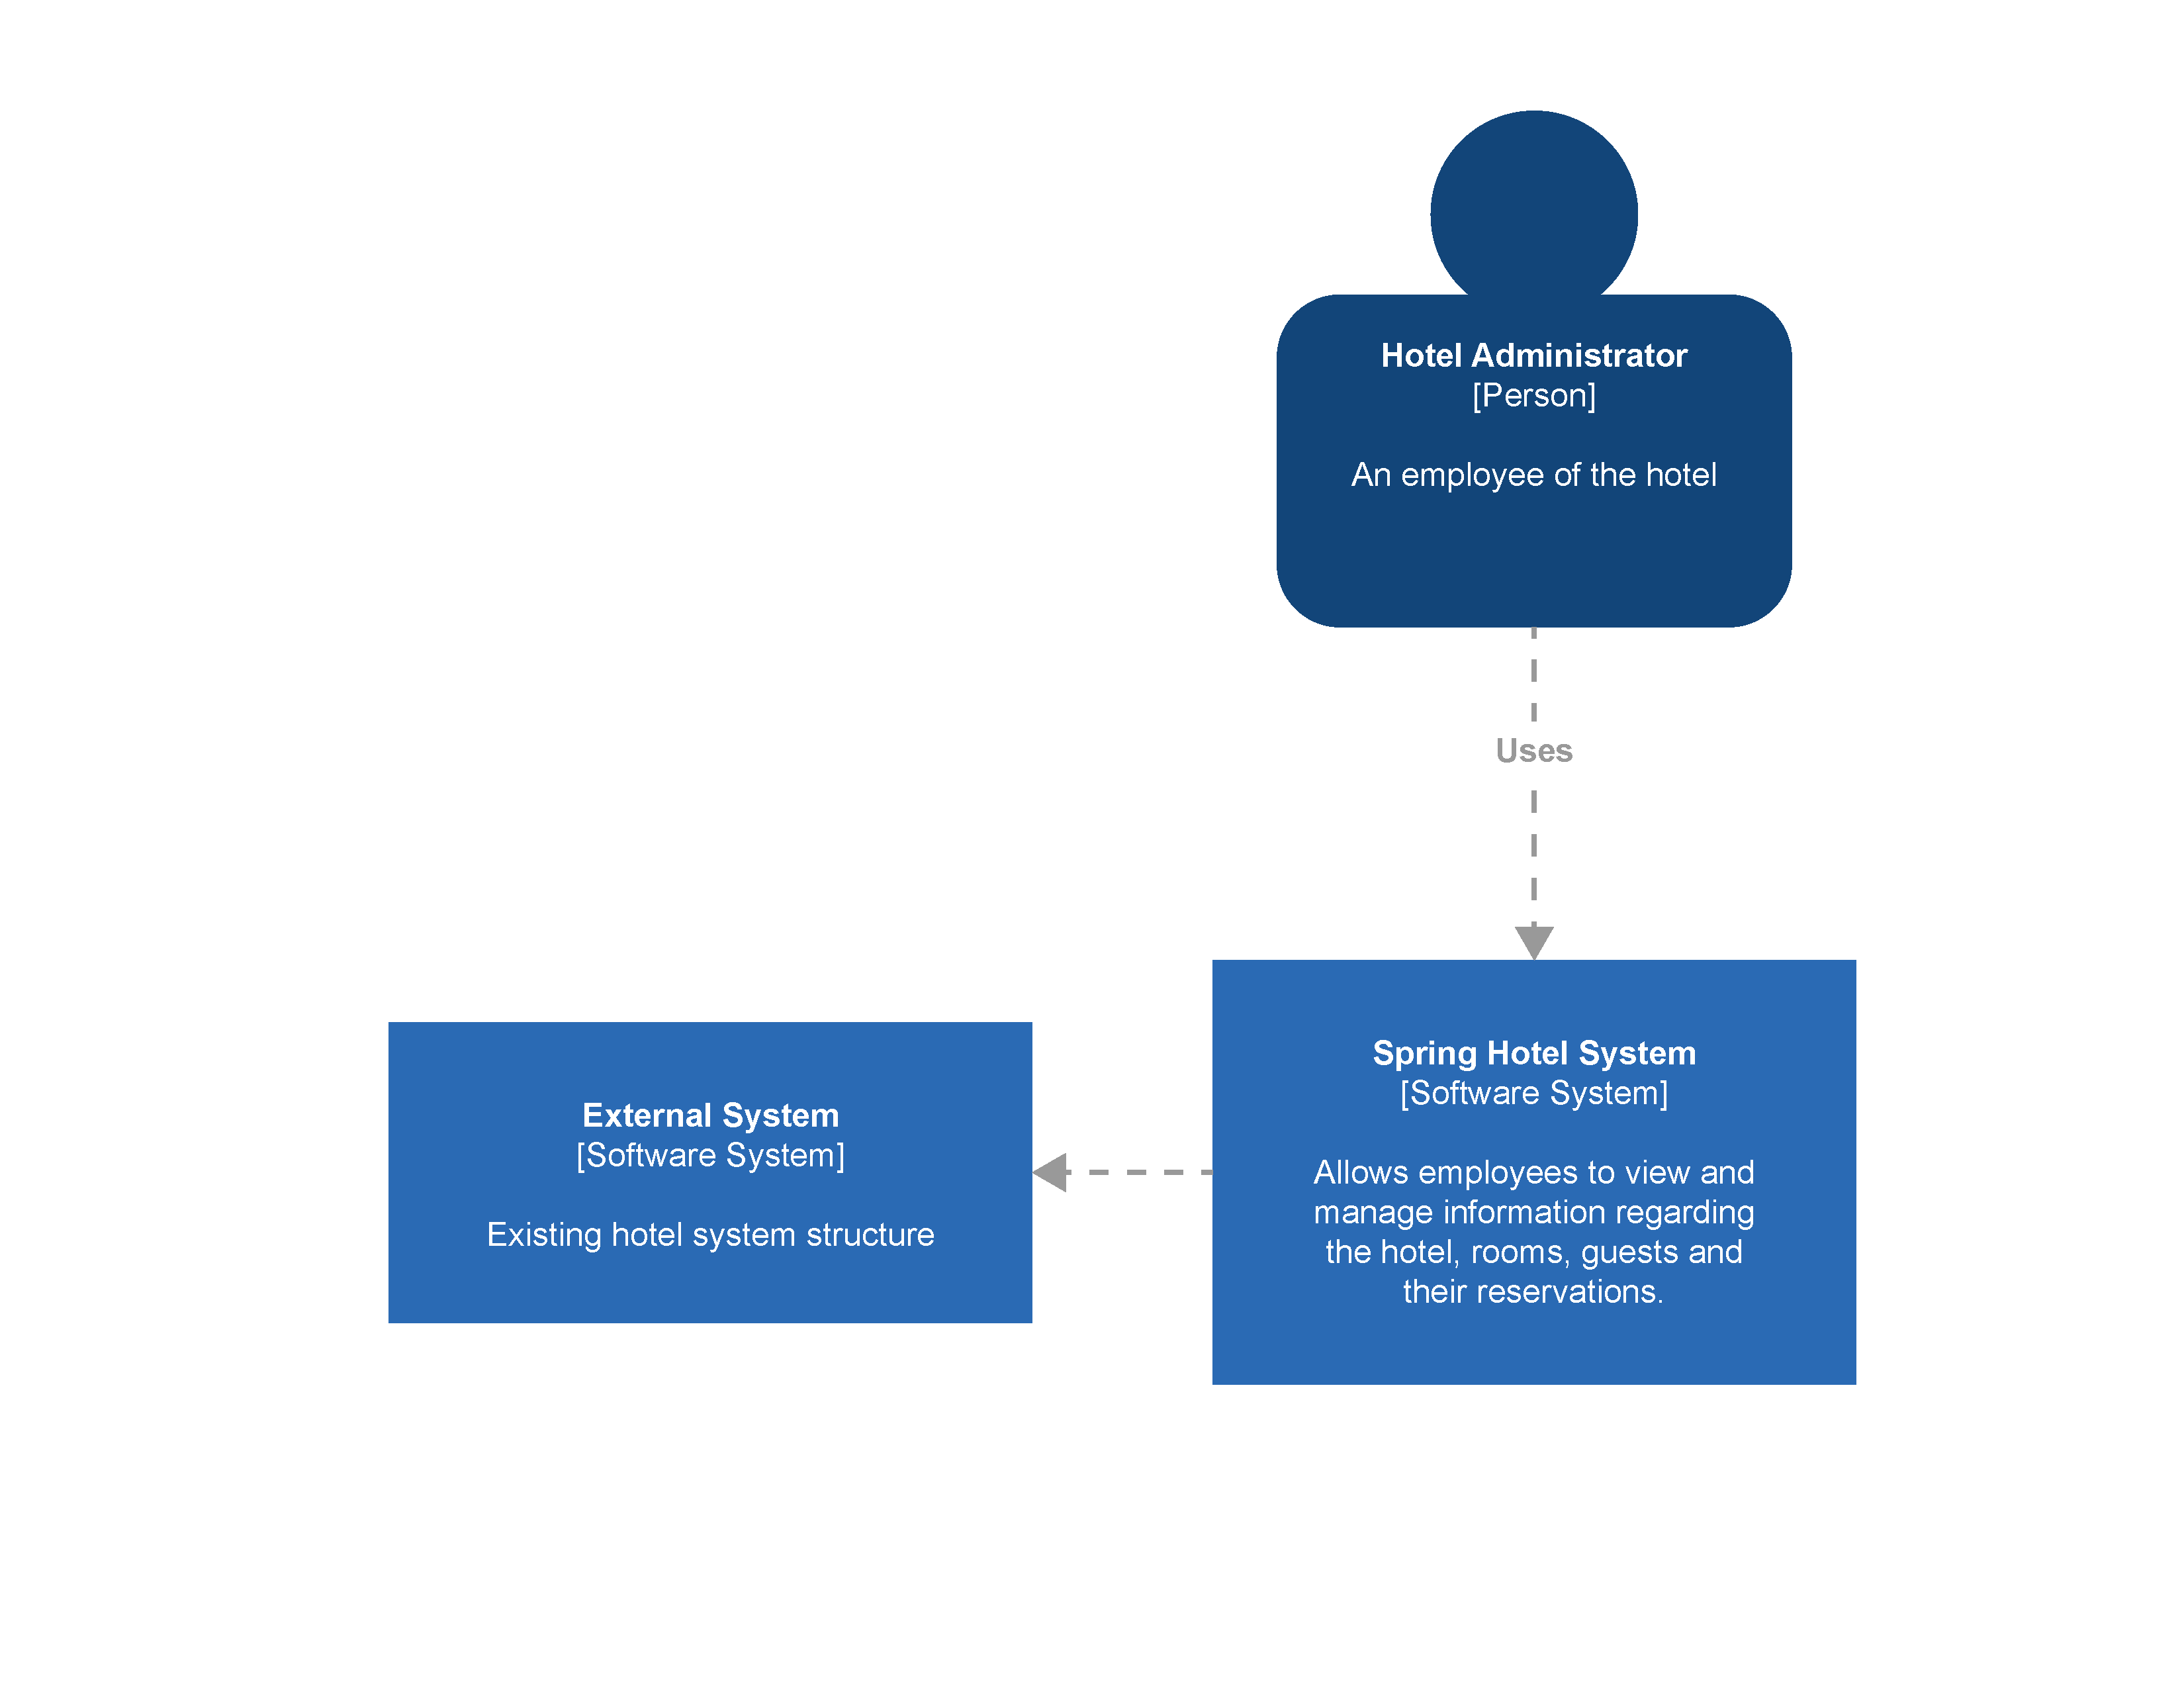 Hotel Administrator
[Person]
An employee of the hotel
Uses
Spring Hotel System
[Software System]
Allows employees to view and
manage information regarding
the hotel, rooms, guests and
their reservations.
External System
[Software System]
Existing hotel system structure